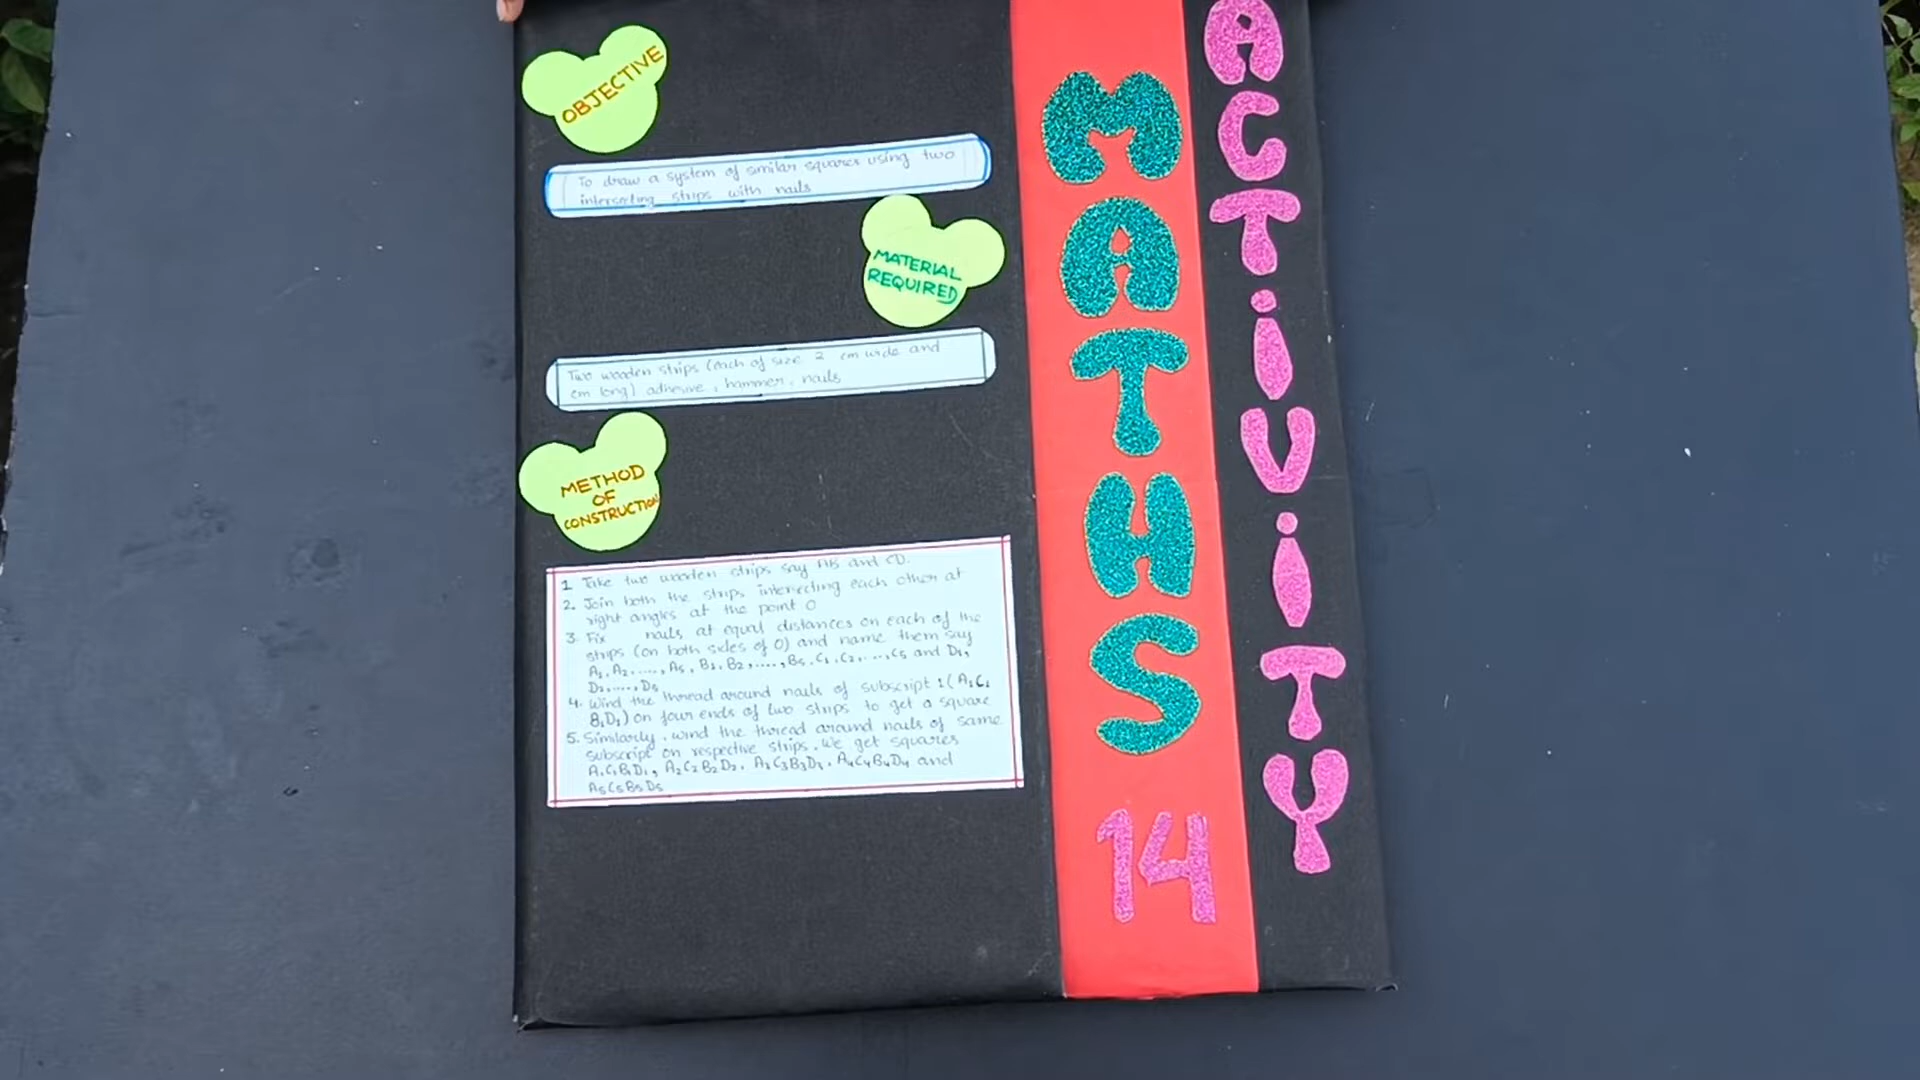 OBJECTIVE
To draw a system of similar squares using two
intersecting strips with nails
MATERIAL
REQUIRED
Two wooden strips (each of size 2 cm wide and
cm long) adhesive, hammer, nails
METHOD
OF
CONSTRUCTION
1 Take two wooden strips say AB and CD.
2. Join both the strips intersecting each other at
right angles at the point O
3. Fix nails at equal distances on each of the
strips (on both sides of O) and name them say
A₁, A₂, ....., A₅, B₁, B₂, ....., B₅, C₁, C₂, ...., C₅ and D₁,
D₂, ....., D₅
4. Wind the thread around nails of subscript 1 (A₁C₁
B₁D₁) on four ends of two strips to get a square
5. Similarly, wind the thread around nails of same
subscript on respective strips. We get squares
A₁C₁B₁D₁, A₂C₂B₂D₂, A₃C₃B₃D₃, A₄C₄B₄D₄ and
A₅C₅B₅D₅
MATHS
14
ACTiViTY